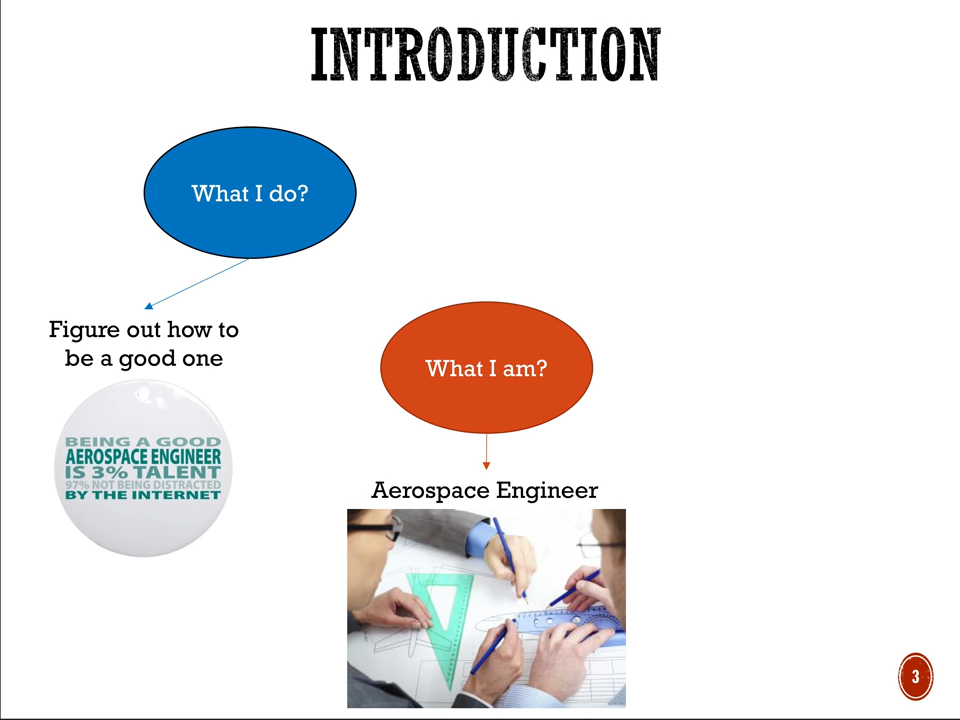 INTRODUCTION
What I do?
Figure out how to
be a good one
BEING A GOOD
AEROSPACE ENGINEER
IS 3% TALENT
97% NOT BEING DISTRACTED
BY THE INTERNET
What I am?
Aerospace Engineer
3